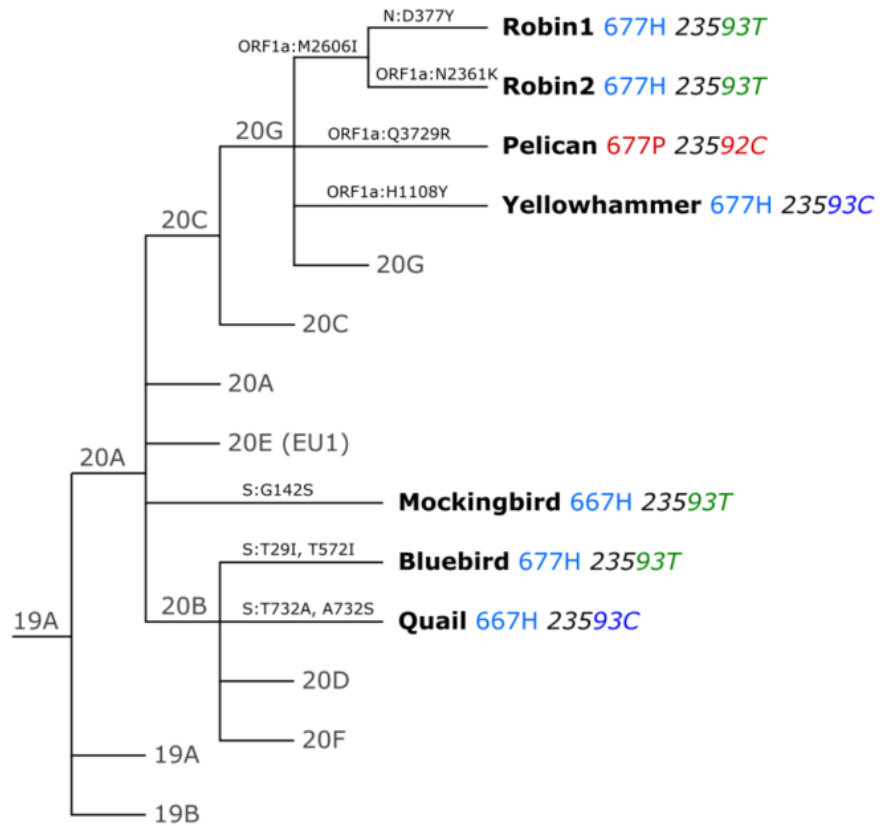 N:D377Y
Robin1 677H 23593T
ORF1a:M2606I
ORF1a:N2361K
Robin2 677H 23593T
20G
ORF1a:Q3729R
Pelican 677P 23592C
ORF1a:H1108Y
Yellowhammer 677H 23593C
20C
20G
20C
20A
20E (EU1)
20A
S:G142S
Mockingbird 667H 23593T
S:T29I, T572I
Bluebird 677H 23593T
20B
S:T732A, A732S
Quail 667H 23593C
19A
20D
20F
19A
19B